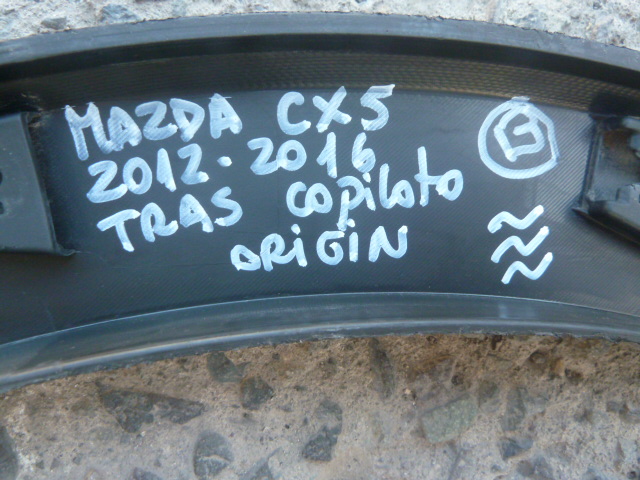 MAZDA CX5
2012-2016
TRAS COPILOTO
ORIGIN